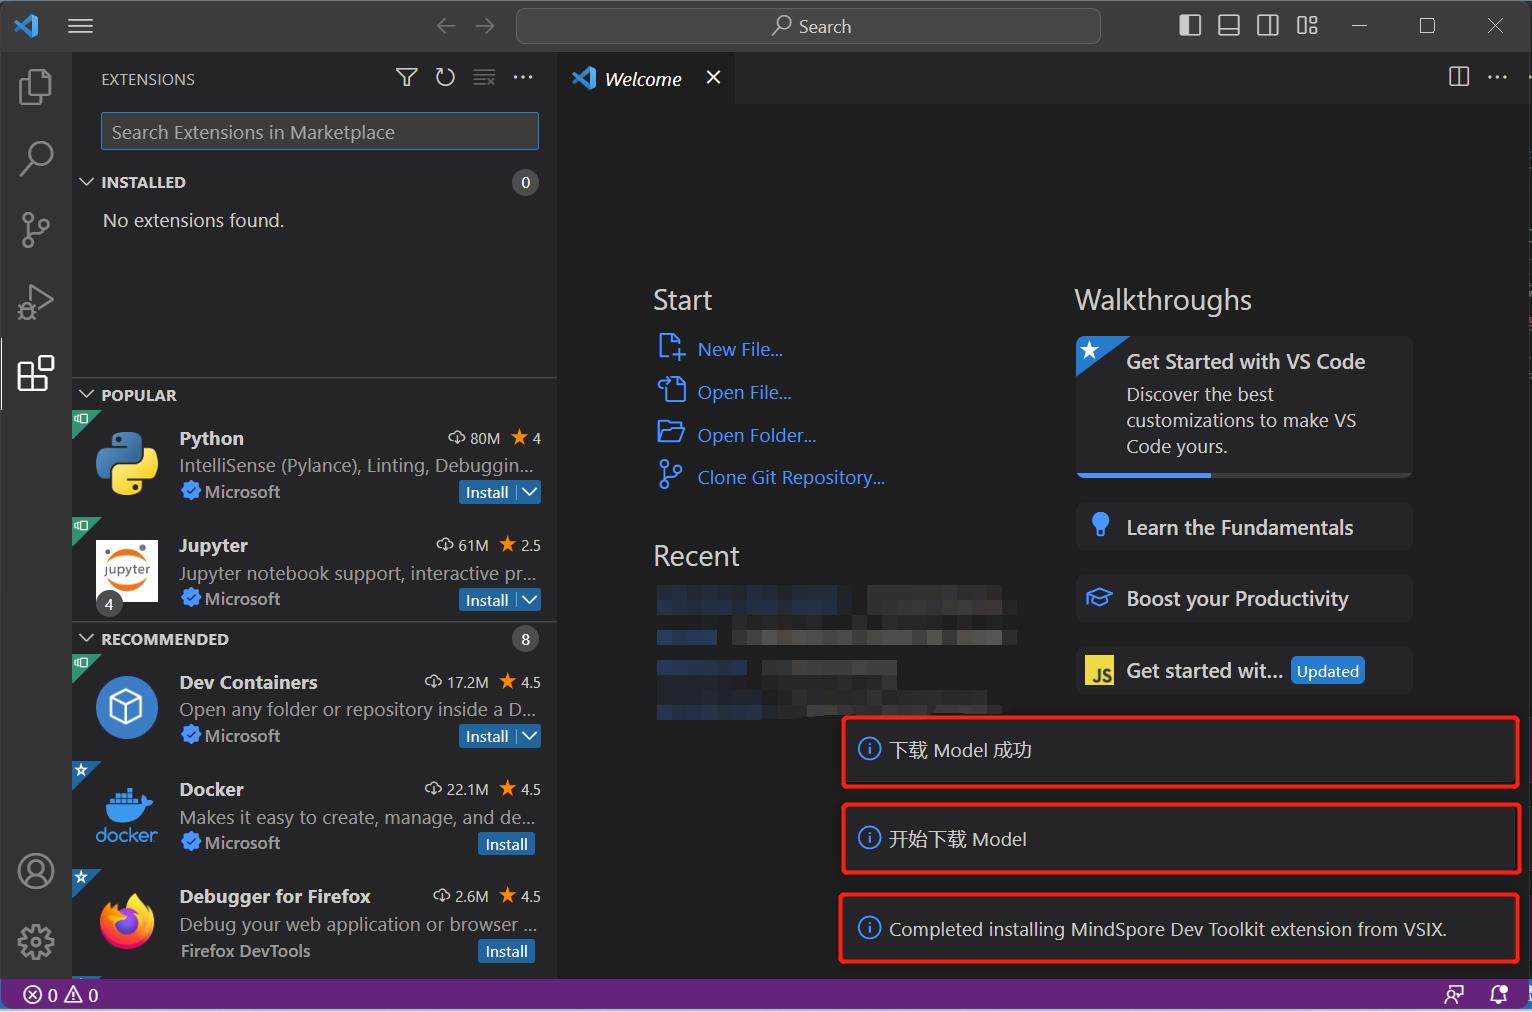 Search
EXTENSIONS
Welcome
Search Extensions in Marketplace
INSTALLED
0
No extensions found.
POPULAR
Python
80M
4
IntelliSense (Pylance), Linting, Debuggin...
Microsoft
Install
Jupyter
61M
2.5
jupyter
Jupyter notebook support, interactive pr...
4
Microsoft
Install
RECOMMENDED
8
Dev Containers
17.2M
4.5
Open any folder or repository inside a D...
Microsoft
Install
Docker
22.1M
4.5
docker
Makes it easy to create, manage, and de...
Microsoft
Install
Debugger for Firefox
2.6M
4.5
Debug your web application or browser ...
Firefox DevTools
Install
Start
New File...
Open File...
Open Folder...
Clone Git Repository...
Recent
Walkthroughs
Get Started with VS Code
Discover the best
customizations to make VS
Code yours.
Learn the Fundamentals
Boost your Productivity
JS
Get started wit...
Updated
下载 Model 成功
开始下载 Model
Completed installing MindSpore Dev Toolkit extension from VSIX.
0
0